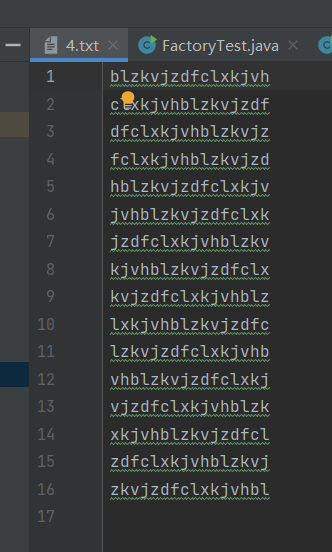 4.txt FactoryTest.java
1 blzkvjzdfclxkjvh
2 clxkjvhblzkvjzdf
3 dfclxkjvhblzkvjz
4 fclxkjvhblzkvjzd
5 hblzkvjzdfclxkjv
6 jvhblzkvjzdfclxk
7 jzdfclxkjvhblzkv
8 kjvhblzkvjzdfclx
9 kvjzdfclxkjvhblz
10 lxkjvhblzkvjzdfc
11 lzkvjzdfclxkjvhb
12 vhblzkvjzdfclxkj
13 vjzdfclxkjvhblzk
14 xkjvhblzkvjzdfcl
15 zdfclxkjvhblzkvj
16 zkvjzdfclxkjvhbl
17